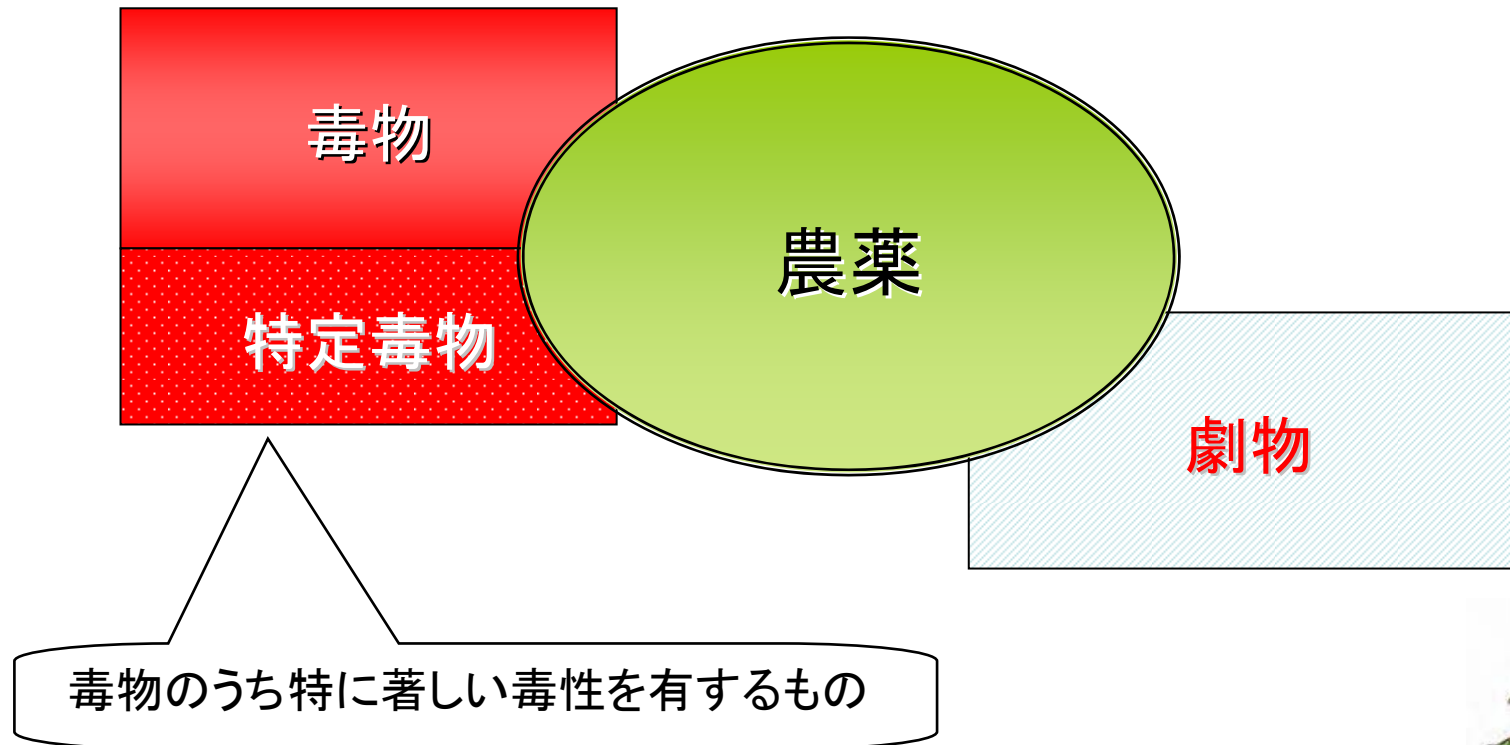 毒物
農薬
特定毒物
劇物
毒物のうち特に著しい毒性を有するもの